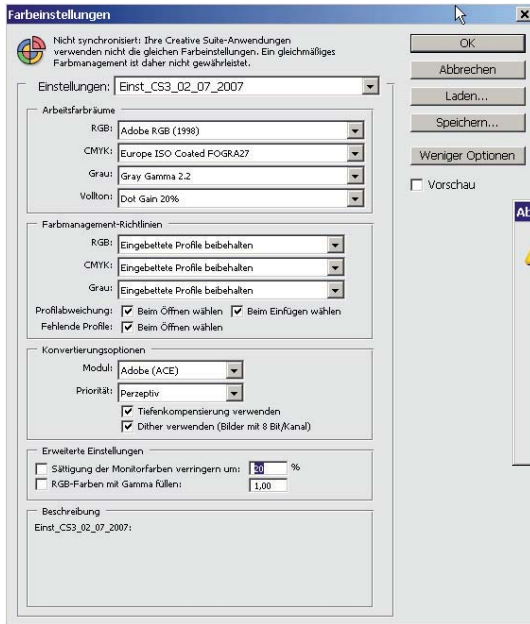 Farbeinstellungen
Nicht synchronisiert: Ihre Creative Suite-Anwendungen
verwenden nicht die gleichen Farbeinstellungen. Ein gleichmäßiges
Farbmanagement ist daher nicht gewährleistet.
Einstellungen: Einst_CS3_02_07_2007
Arbeitsfarbräume
RGB: Adobe RGB (1998)
CMYK: Europe ISO Coated FOGRA27
Grau: Gray Gamma 2.2
Vollton: Dot Gain 20%
Farbmanagement-Richtlinien
RGB: Eingebettete Profile beibehalten
CMYK: Eingebettete Profile beibehalten
Grau: Eingebettete Profile beibehalten
Profilabweichung: Beim Öffnen wählen Beim Einfügen wählen
Fehlende Profile: Beim Öffnen wählen
Konvertierungsoptionen
Modul: Adobe (ACE)
Priorität: Perzeptiv
Tiefenkompensierung verwenden
Dither verwenden (Bilder mit 8 Bit/Kanal)
Erweiterte Einstellungen
Sättigung der Monitorfarben verringern um: 20 %
RGB-Farben mit Gamma füllen: 1,00
Beschreibung
Einst_CS3_02_07_2007:
OK
Abbrechen
Laden...
Speichern...
Weniger Optionen
Vorschau
Ab